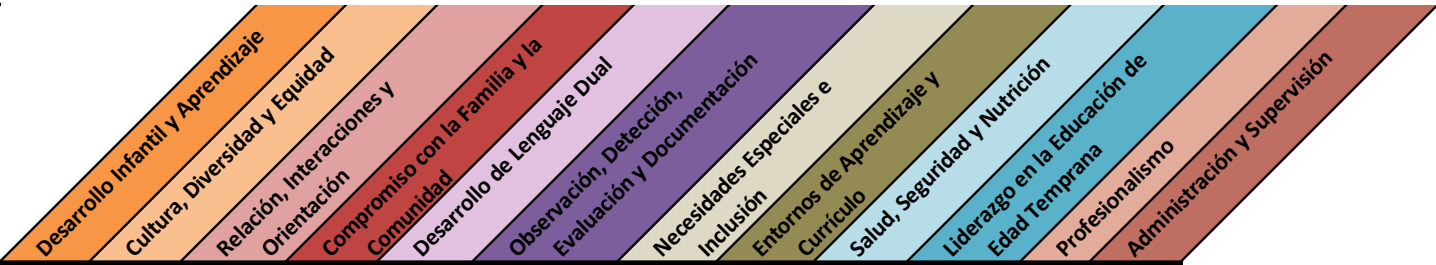 Desarrollo Infantil y Aprendizaje
Cultura, Diversidad y Equidad
Relación, Interacciones y
Orientación
Compromiso con la Familia y la
Comunidad
Desarrollo de Lenguaje Dual
Observación, Detección,
Evaluación y Documentación
Necesidades Especiales e
Inclusión
Entornos de Aprendizaje y
Currículo
Salud, Seguridad y Nutrición
Liderazgo en la Educación de
Edad Temprana
Profesionalismo
Administración y Supervisión